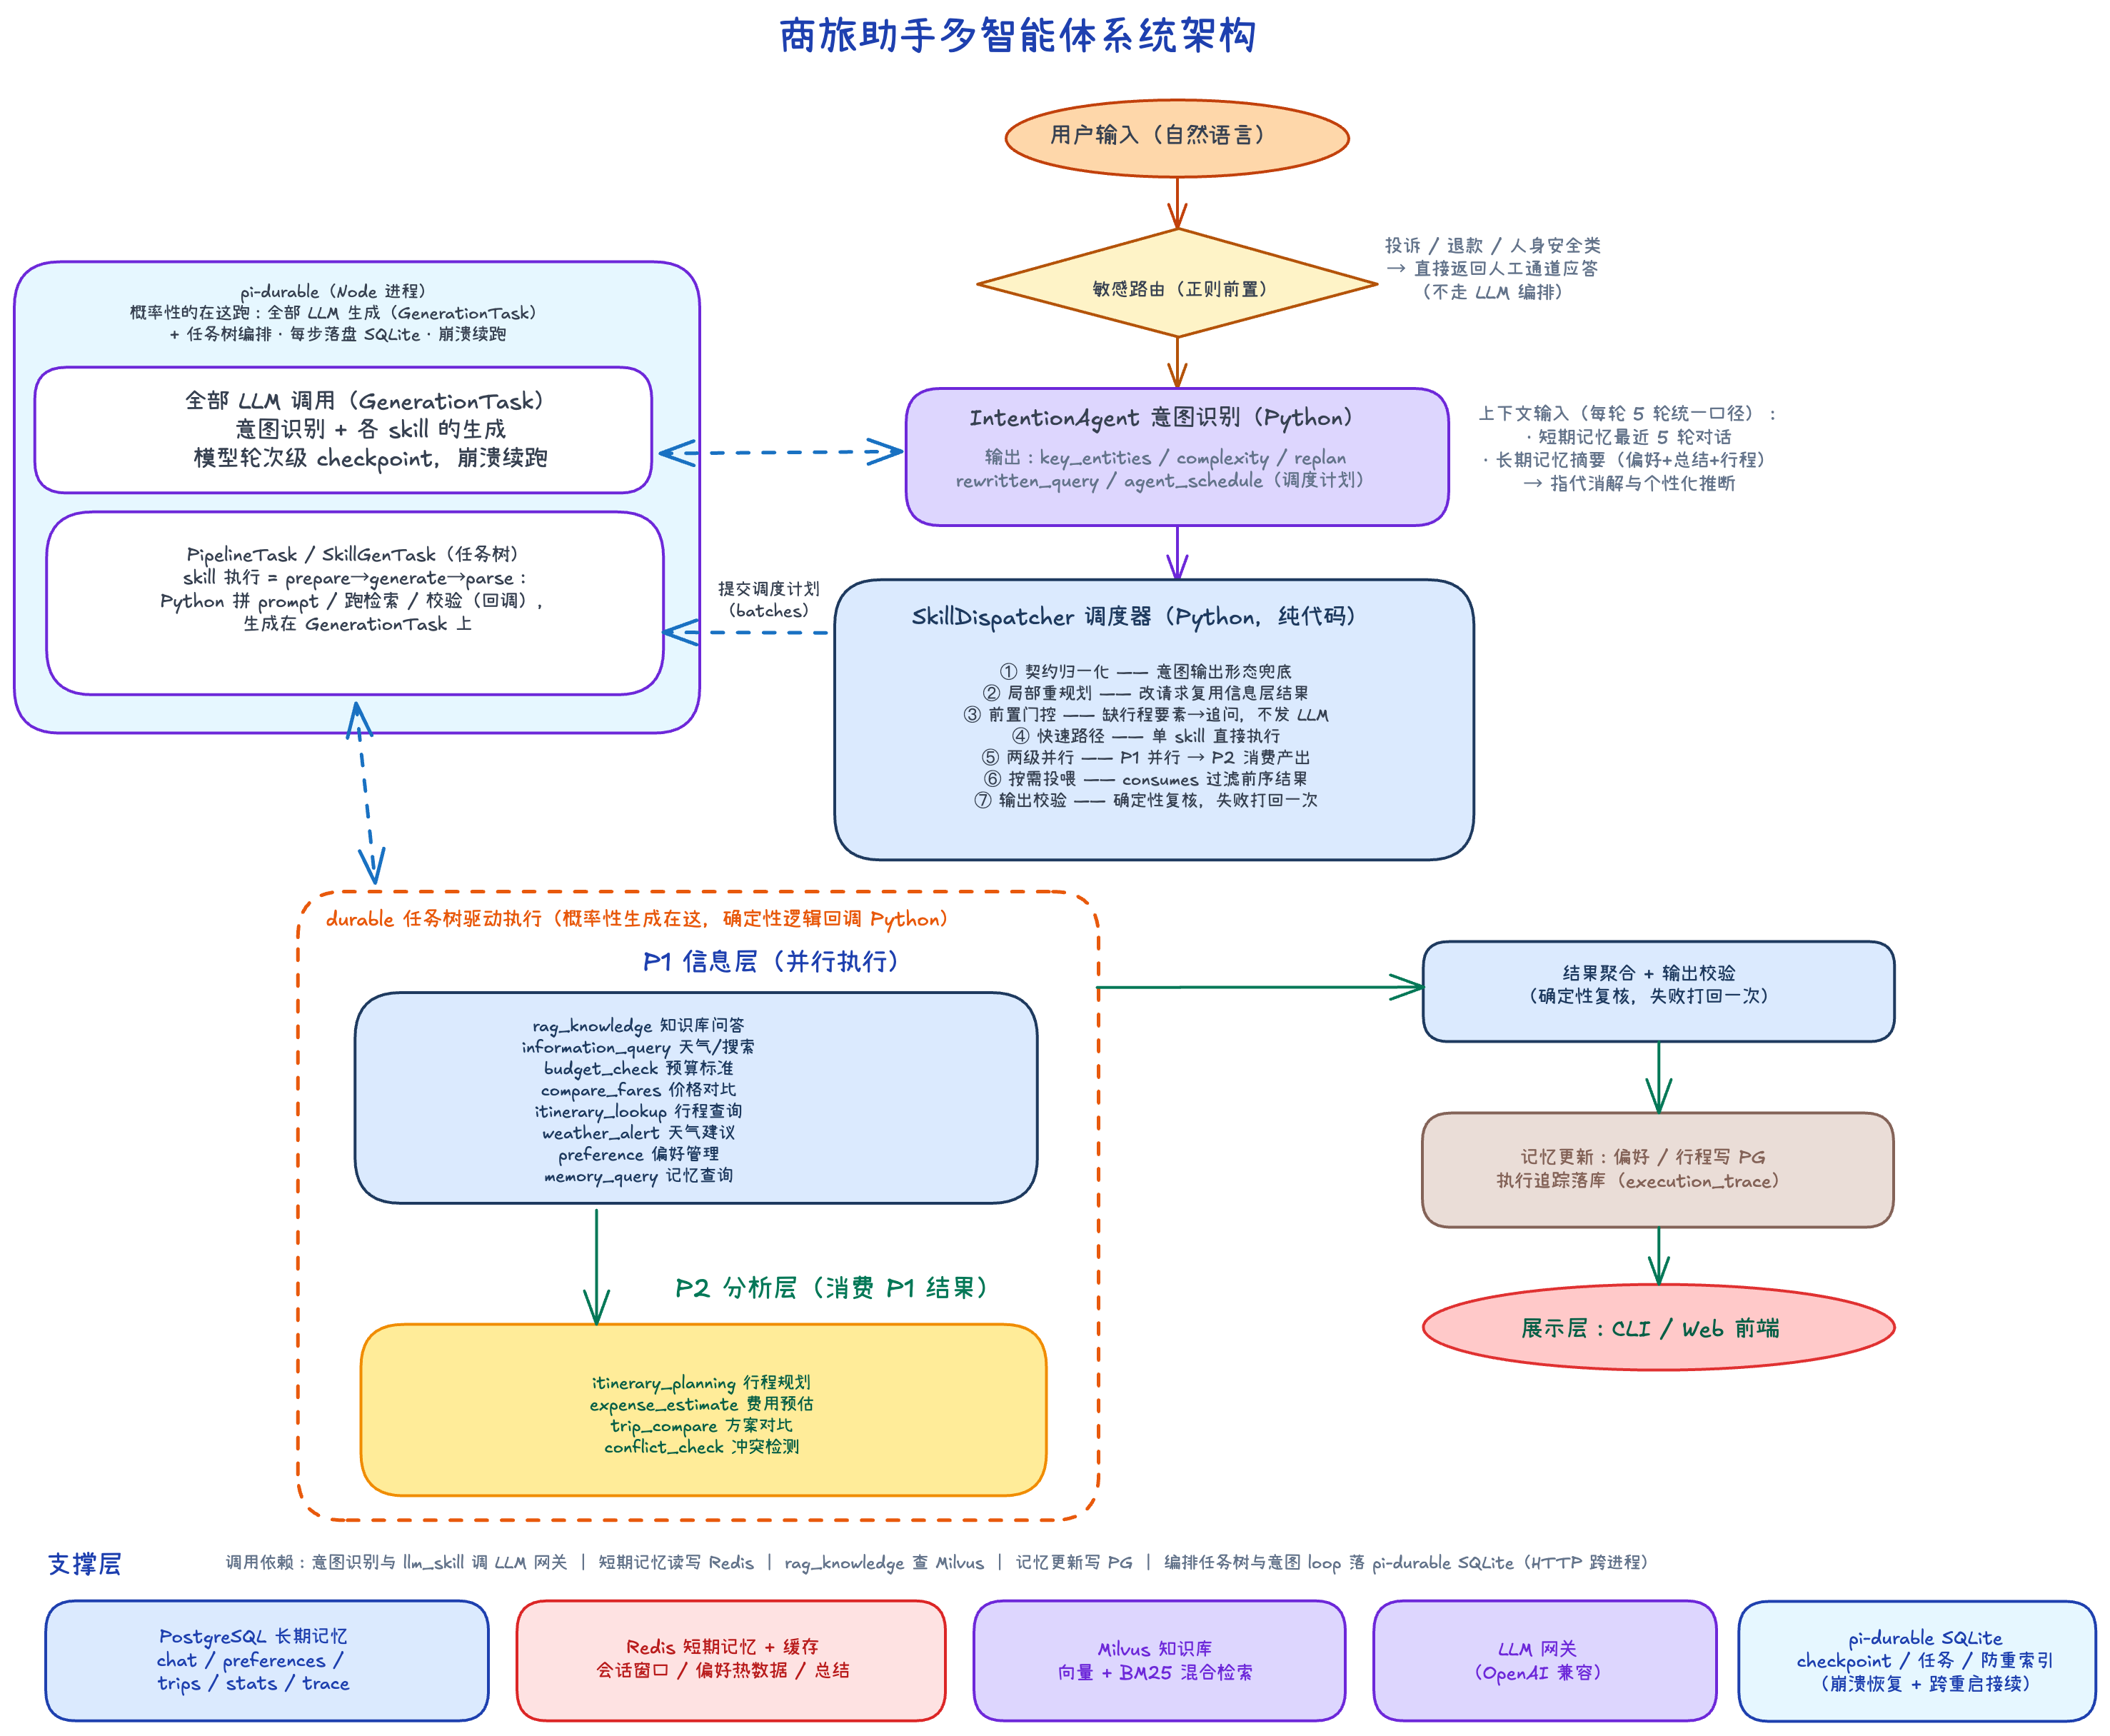 商旅助手多智能体系统架构
用户输入（自然语言）
敏感路由（正则前置）
投诉 / 退款 / 人身安全类
→ 直接返回人工通道应答
（不走 LLM 编排）
pi-durable（Node 进程）
概率性的在这跑：全部 LLM 生成（GenerationTask）
+ 任务树编排 · 每步落盘 SQLite · 崩溃续跑
全部 LLM 调用（GenerationTask）
意图识别 + 各 skill 的生成
模型轮次级 checkpoint，崩溃续跑
IntentionAgent 意图识别（Python）
输出：key_entities / complexity / replan
rewritten_query / agent_schedule（调度计划）
上下文输入（每轮 5 轮统一口径）：
· 短期记忆最近 5 轮对话
· 长期记忆摘要（偏好+总结+行程）
→ 指代消解与个性化推断
PipelineTask / SkillGenTask（任务树）
skill 执行 = prepare→generate→parse：
Python 拼 prompt / 跑检索 / 校验（回调），
生成在 GenerationTask 上
提交调度计划
（batches）
SkillDispatcher 调度器（Python，纯代码）
① 契约归一化 —— 意图输出形态兜底
② 局部重规划 —— 改请求复用信息层结果
③ 前置门控 —— 缺行程要素→追问，不发 LLM
④ 快速路径 —— 单 skill 直接执行
⑤ 两级并行 —— P1 并行 → P2 消费产出
⑥ 按需投喂 —— consumes 过滤前序结果
⑦ 输出校验 —— 确定性复核，失败打回一次
durable 任务树驱动执行（概率性生成在这，确定性逻辑回调 Python）
P1 信息层（并行执行）
rag_knowledge 知识库问答
information_query 天气/搜索
budget_check 预算标准
compare_fares 价格对比
itinerary_lookup 行程查询
weather_alert 天气建议
preference 偏好管理
memory_query 记忆查询
P2 分析层（消费 P1 结果）
itinerary_planning 行程规划
expense_estimate 费用预估
trip_compare 方案对比
conflict_check 冲突检测
结果聚合 + 输出校验
（确定性复核，失败打回一次）
记忆更新：偏好 / 行程写 PG
执行追踪落库（execution_trace）
展示层：CLI / Web 前端
支撑层
调用依赖：意图识别与 llm_skill 调 LLM 网关 | 短期记忆读写 Redis | rag_knowledge 查 Milvus | 记忆更新写 PG | 编排任务树与意图 loop 落 pi-durable SQLite（HTTP 跨进程）
PostgreSQL 长期记忆
chat / preferences /
trips / stats / trace
Redis 短期记忆 + 缓存
会话窗口 / 偏好热数据 / 总结
Milvus 知识库
向量 + BM25 混合检索
LLM 网关
（OpenAI 兼容）
pi-durable SQLite
checkpoint / 任务 / 防重索引
（崩溃恢复 + 跨重启接续）